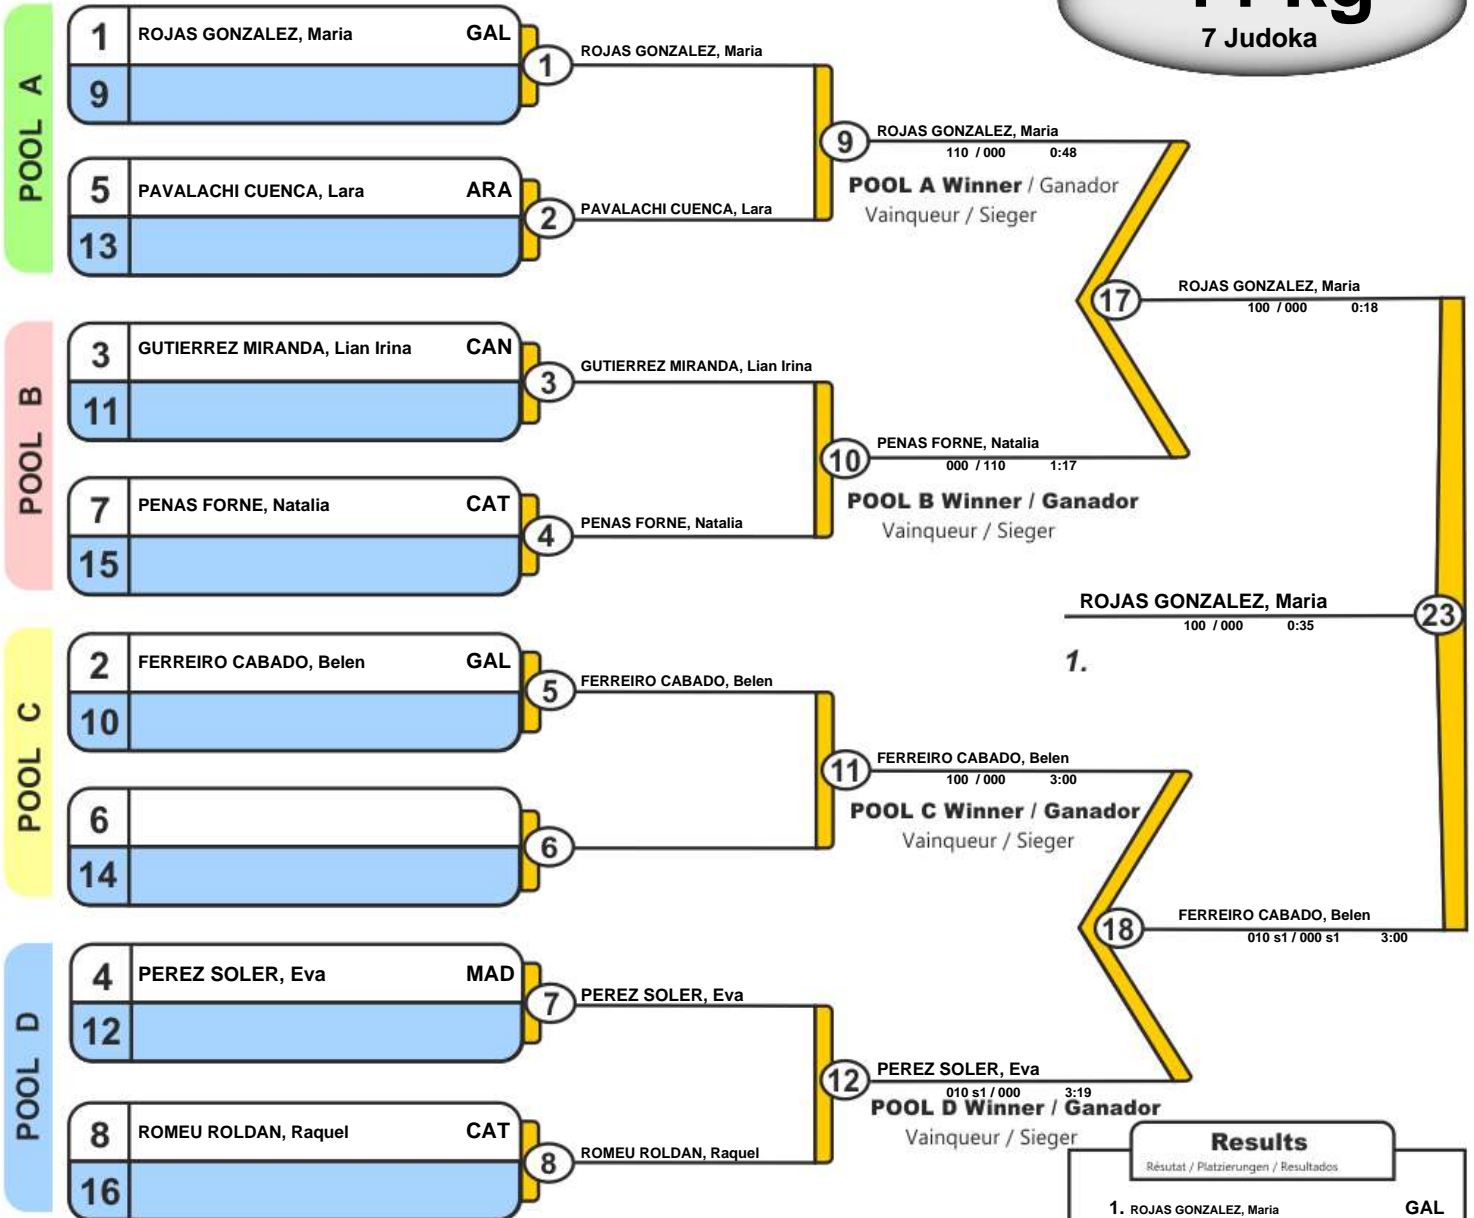 7 Judoka
POOL A
1 ROJAS GONZALEZ, Maria GAL
9
1
ROJAS GONZALEZ, Maria
5 PAVALACHI CUENCA, Lara ARA
13
2
PAVALACHI CUENCA, Lara
9
ROJAS GONZALEZ, Maria
110 / 000 0:48
POOL A Winner / Ganador
Vainqueur / Sieger
POOL B
3 GUTIERREZ MIRANDA, Lian Irina CAN
11
3
GUTIERREZ MIRANDA, Lian Irina
7 PENAS FORNE, Natalia CAT
15
4
PENAS FORNE, Natalia
10
PENAS FORNE, Natalia
000 / 110 1:17
POOL B Winner / Ganador
Vainqueur / Sieger
17
ROJAS GONZALEZ, Maria
100 / 000 0:18
ROJAS GONZALEZ, Maria
100 / 000 0:35
23
1.
POOL C
2 FERREIRO CABADO, Belen GAL
10
5
FERREIRO CABADO, Belen
6
14
6
11
FERREIRO CABADO, Belen
100 / 000 3:00
POOL C Winner / Ganador
Vainqueur / Sieger
18
FERREIRO CABADO, Belen
010 s1 / 000 s1 3:00
POOL D
4 PEREZ SOLER, Eva MAD
12
7
PEREZ SOLER, Eva
8 ROMEU ROLDAN, Raquel CAT
16
8
ROMEU ROLDAN, Raquel
12
PEREZ SOLER, Eva
010 s1 / 000 3:19
POOL D Winner / Ganador
Vainqueur / Sieger
Results
Résutat / Platzierungen / Resultados
1. ROJAS GONZALEZ, Maria GAL